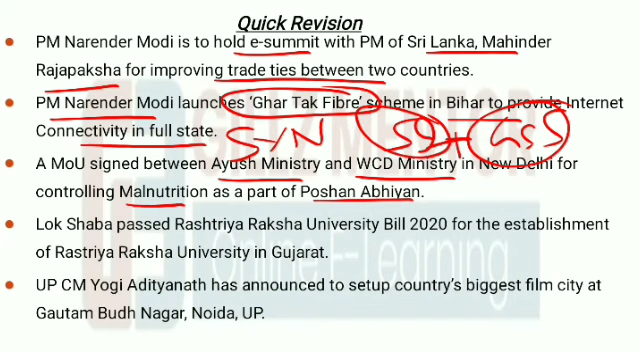 Quick Revision
PM Narender Modi is to hold e-summit with PM of Sri Lanka, Mahinder
Rajapaksha for improving trade ties between two countries.
PM Narender Modi launches ‘Ghar Tak Fibre’ scheme in Bihar to provide Internet
Connectivity in full state.
A MoU signed between Ayush Ministry and WCD Ministry in New Delhi for
controlling Malnutrition as a part of Poshan Abhiyan.
Lok Shaba passed Rashtriya Raksha University Bill 2020 for the establishment
of Rastriya Raksha University in Gujarat.
UP CM Yogi Adityanath has announced to setup country's biggest film city at
Gautam Budh Nagar, Noida, UP.
Online E-Learning